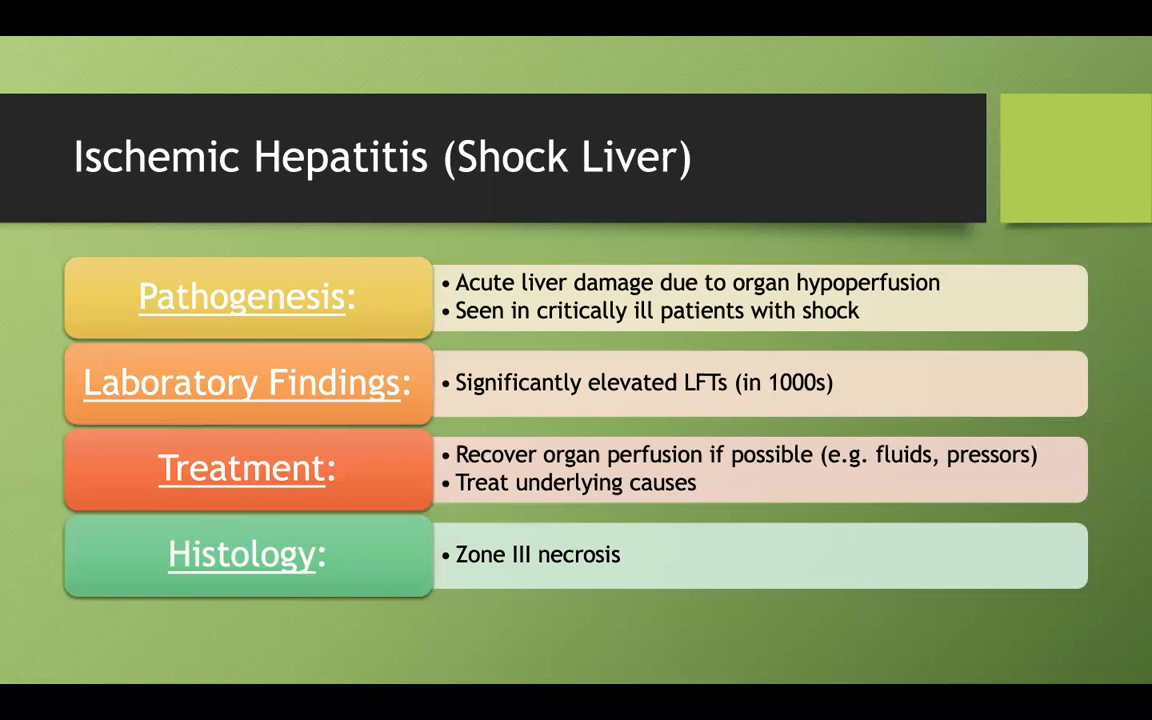 Ischemic Hepatitis (Shock Liver)
Pathogenesis:
• Acute liver damage due to organ hypoperfusion
• Seen in critically ill patients with shock
Laboratory Findings:
• Significantly elevated LFTs (in 1000s)
Treatment:
• Recover organ perfusion if possible (e.g. fluids, pressors)
• Treat underlying causes
Histology:
• Zone III necrosis